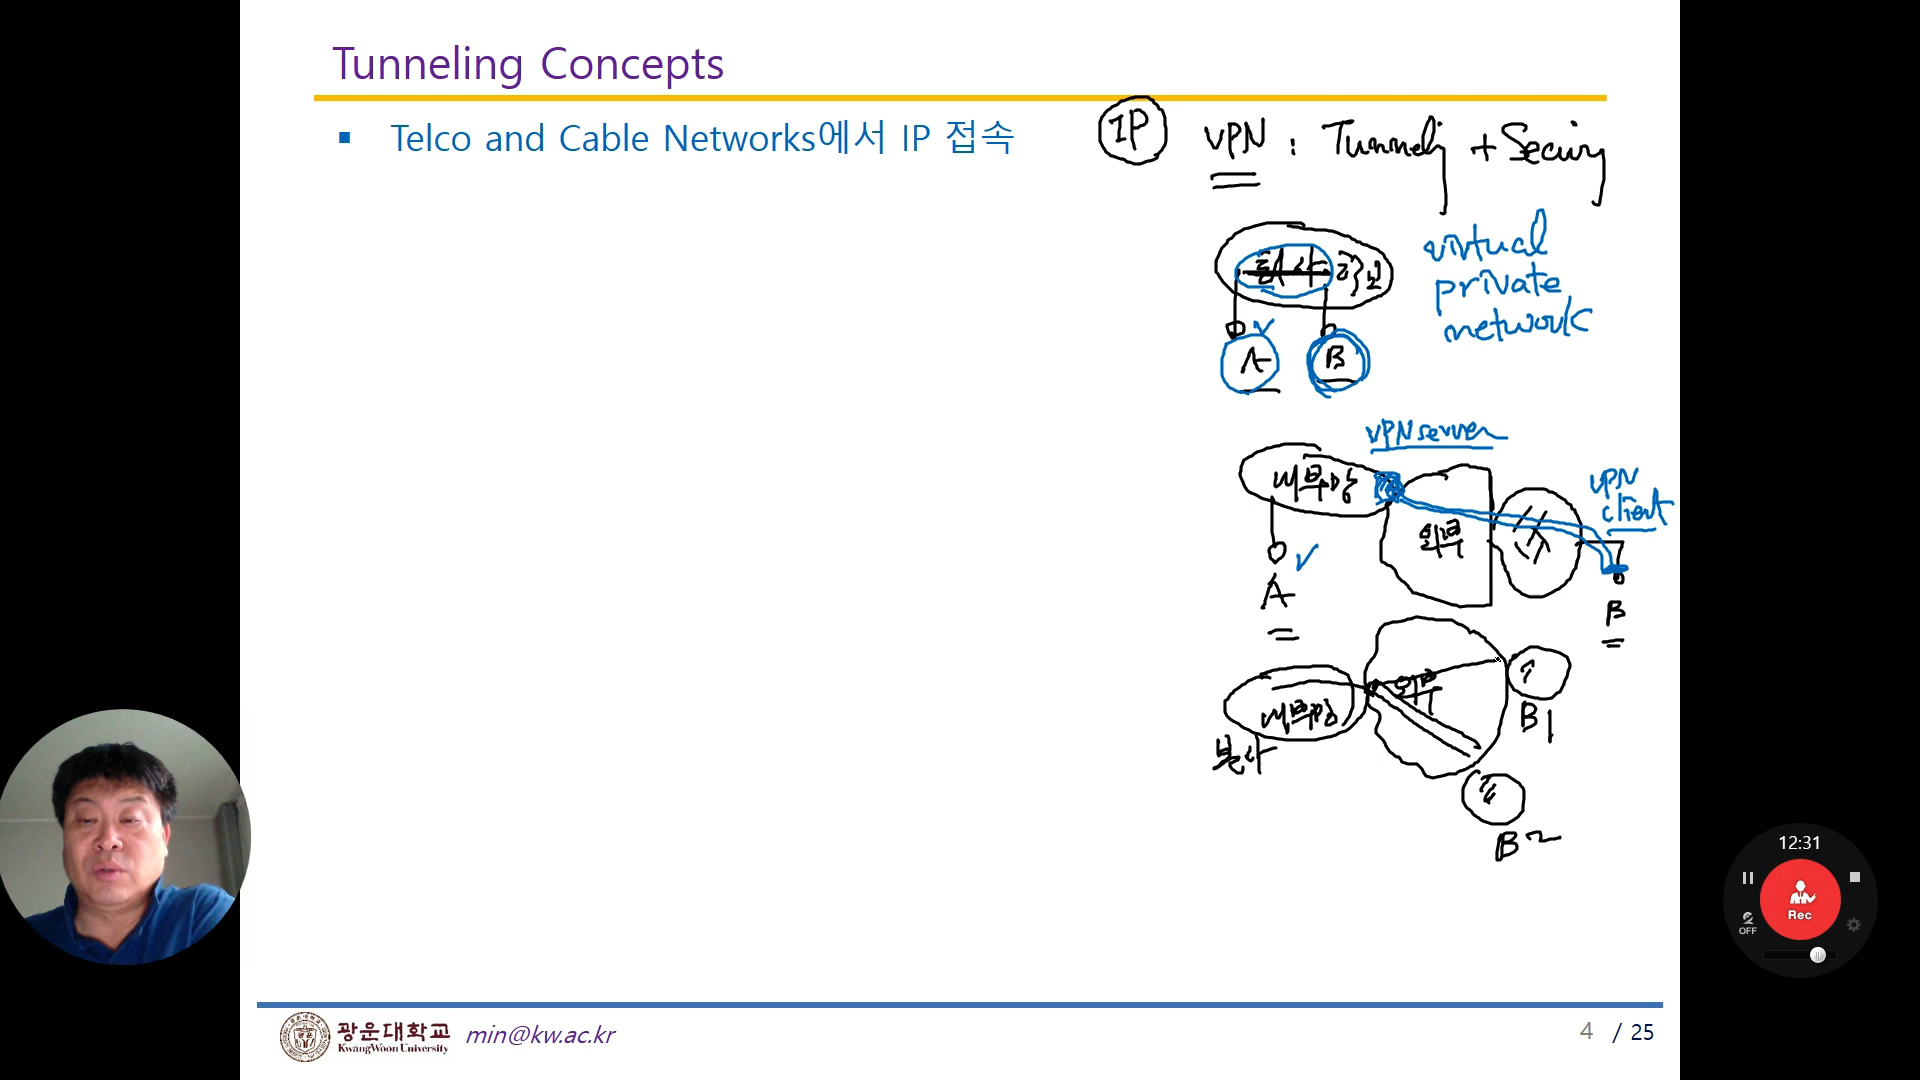 Tunneling Concepts
▪ Telco and Cable Networks에서 IP 접속
IP VPN : Tunneling + Security
virtual
private
network
회사
A B
VPN server
내부망
외부
VPN
client
A
B
외부
내부망
본사
B1
B2
12:31
Rec
OFF
광운대학교
KwangWoon University
min@kw.ac.kr
4 / 25